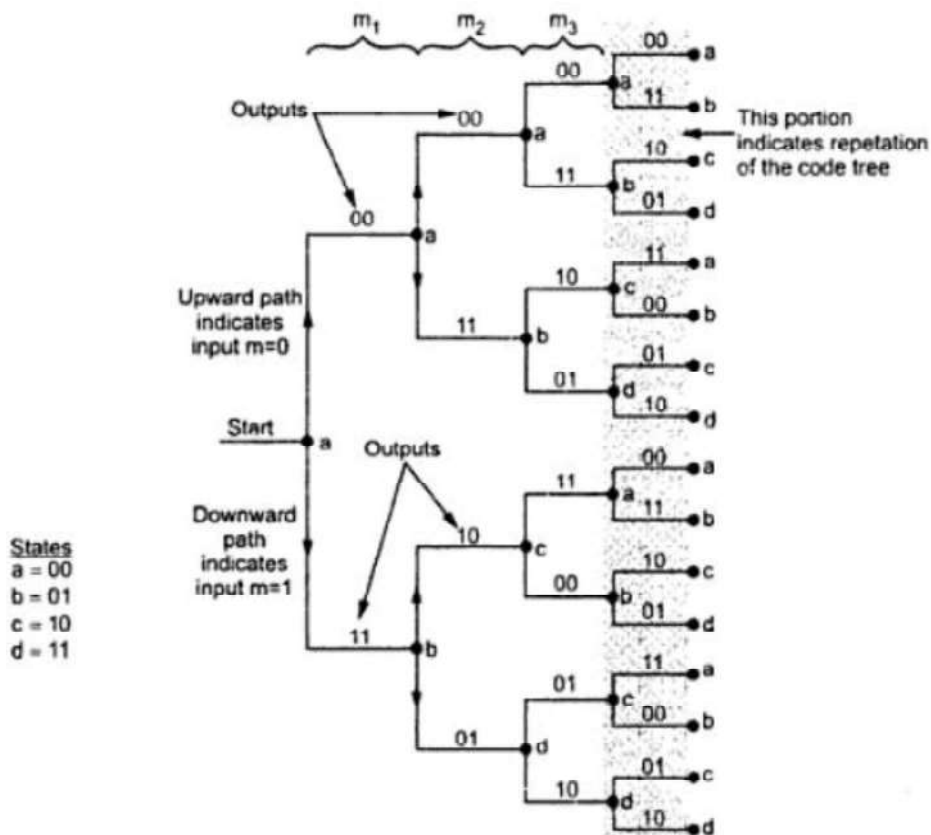 m1 m2 m3
00 a
00 a
Outputs 00 11 b
a This portion
indicates repetation
of the code tree
10 c
11 b
00 01 d
a
11 a
10 c
Upward path 00 b
indicates
input m=0
11 b
01 c
01 d
10 d
Start a
Outputs
00 a
11 a
Downward 11 b
path
indicates
input m=1
10 c
10 c
00 b
01 d
States
a = 00
b = 01
c = 10
d = 11
11 b
11 a
01 c
00 b
01 d
01 c
10 d
10 d